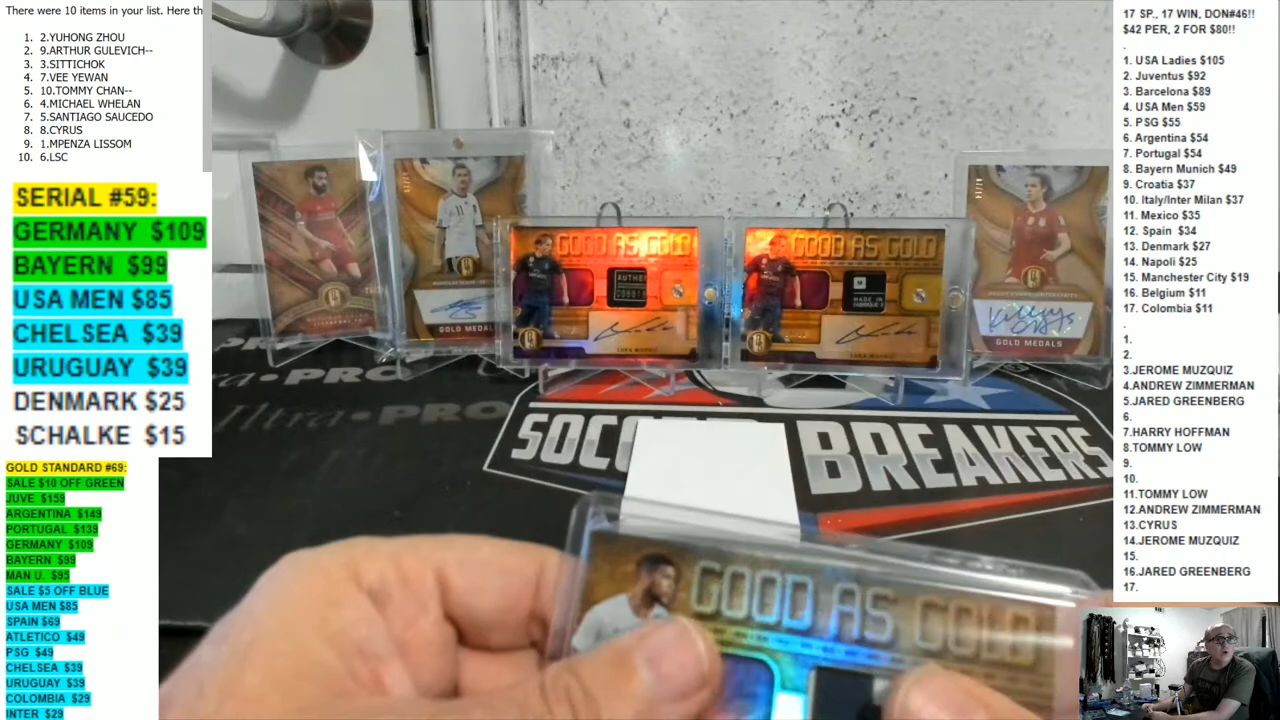 There were 10 items in your list. Here th
1. 2.YUHONG ZHOU
2. 9.ARTHUR GULEVICH--
3. 3.SITTICHOK
4. 7.VEE YEWAN
5. 10.TOMMY CHAN--
6. 4.MICHAEL WHELAN
7. 5.SANTIAGO SAUCEDO
8. 8.CYRUS
9. 1.MPENZA LISSOM
10. 6.LSC
SERIAL #59:
GERMANY $109
BAYERN $99
USA MEN $85
CHELSEA $39
URUGUAY $39
DENMARK $25
SCHALKE $15
GOLD STANDARD #69:
SALE $10 OFF GREEN
JUVE $159
ARGENTINA $149
PORTUGAL $139
GERMANY $109
BAYERN $99
MAN U. $95
SALE $5 OFF BLUE
USA MEN $85
SPAIN $69
ATLETICO $49
PSG $49
CHELSEA $39
URUGUAY $39
COLOMBIA $29
INTER $29
GOLD MEDALS
GOOD AS GOLD
AUTHE
LUKA MODRIC
GOOD AS GOLD
M
MADE IN
LUKA MODRIC
GOLD MEDALS
Ultra·PRO
SOCC BREAKERS
GOOD AS GOLD
17 SP., 17 WIN, DON#46!!
$42 PER, 2 FOR $80!!
.
1. USA Ladies $105
2. Juventus $92
3. Barcelona $89
4. USA Men $59
5. PSG $55
6. Argentina $54
7. Portugal $54
8. Bayern Munich $49
9. Croatia $37
10. Italy/Inter Milan $37
11. Mexico $35
12. Spain $34
13. Denmark $27
14. Napoli $25
15. Manchester City $19
16. Belgium $11
17. Colombia $11
.
1.
2.
3.JEROME MUZQUIZ
4.ANDREW ZIMMERMAN
5.JARED GREENBERG
6.
7.HARRY HOFFMAN
8.TOMMY LOW
9.
10.
11.TOMMY LOW
12.ANDREW ZIMMERMAN
13.CYRUS
14.JEROME MUZQUIZ
15.
16.JARED GREENBERG
17.